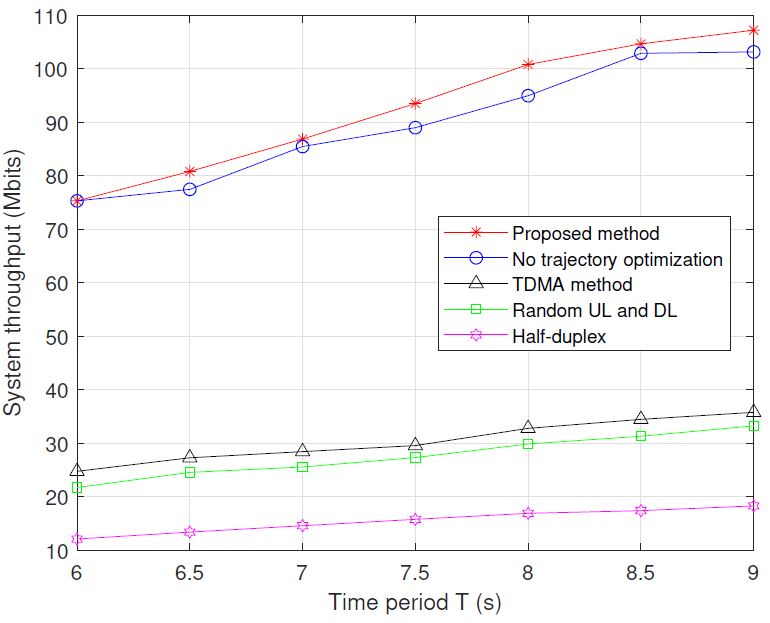 110
100
90
80
70
60
50
40
30
20
10
System throughput (Mbits)
Proposed method
No trajectory optimization
TDMA method
Random UL and DL
Half-duplex
6
6.5
7
7.5
8
8.5
9
Time period T (s)